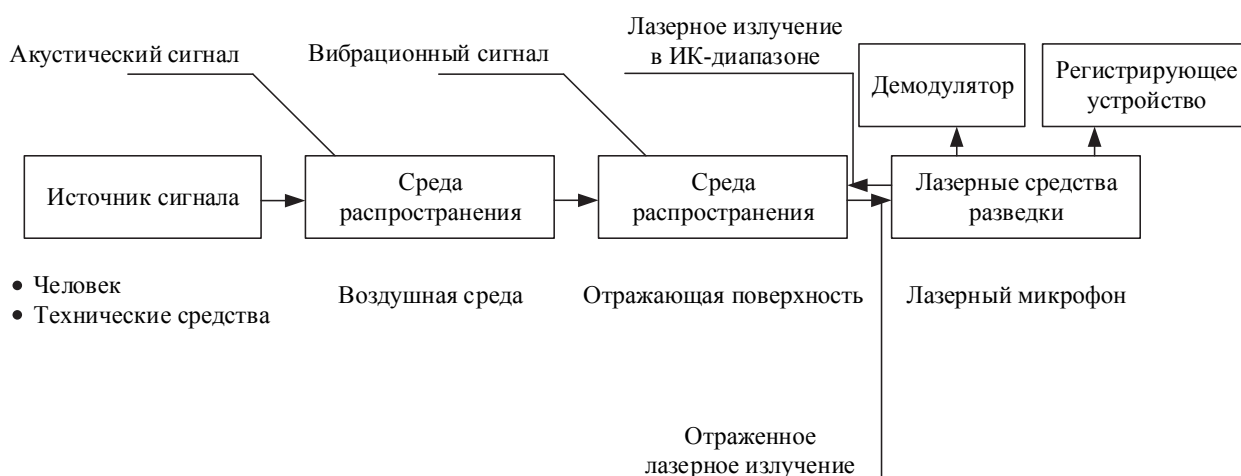 Акустический сигнал
Вибрационный сигнал
Лазерное излучение
в ИК-диапазоне
Демодулятор
Регистрирующее
устройство
Источник сигнала
Среда
распространения
Среда
распространения
Лазерные средства
разведки
• Человек
• Технические средства
Воздушная среда
Отражающая поверхность
Лазерный микрофон
Отраженное
лазерное излучение